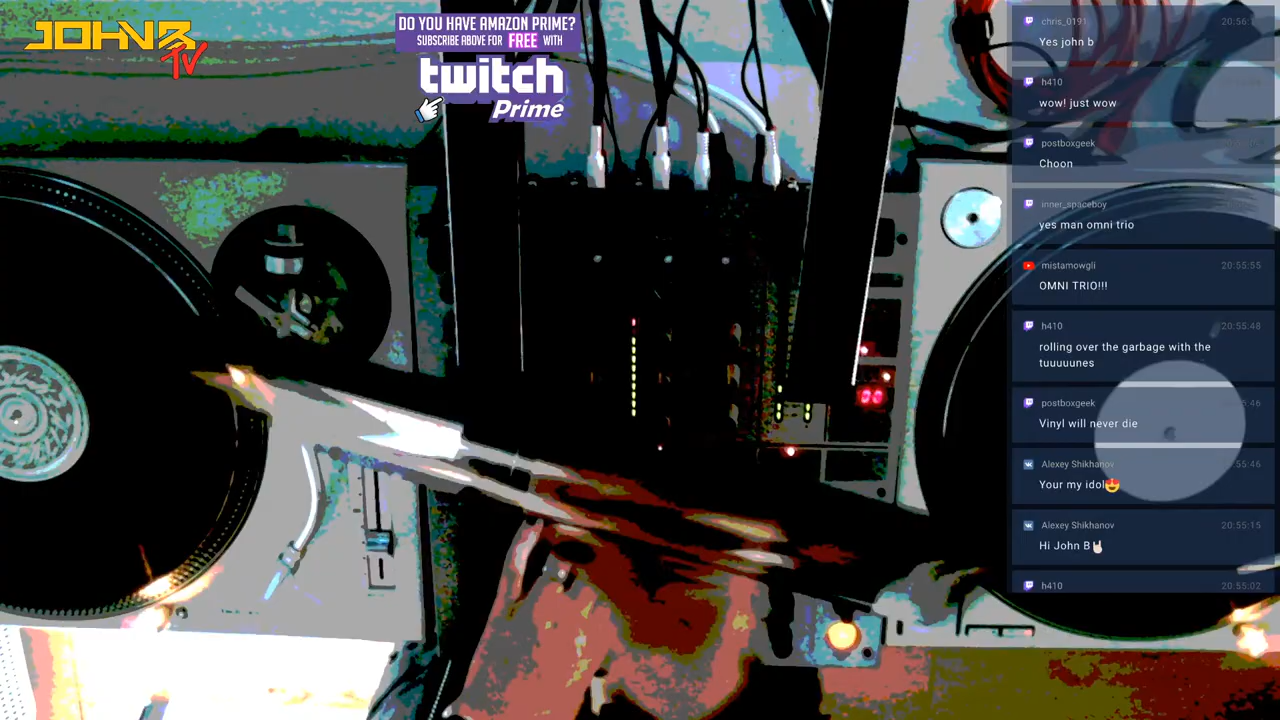 JOHN B
TV
DO YOU HAVE AMAZON PRIME?
SUBSCRIBE ABOVE FOR FREE WITH
twitch
Prime
chris_0191
Yes john b
h410
wow! just wow
postboxgeek
Choon
inner_spaceboy
yes man omni trio
mistamowgli 20:55:55
OMNI TRIO!!!
h410 20:55:48
rolling over the garbage with the
tuuuuunes
postboxgeek
Vinyl will never die
Alexey Shikhanov
Your my idol😍
Alexey Shikhanov 20:55:15
Hi John B🤘🏻
h410 20:55:02